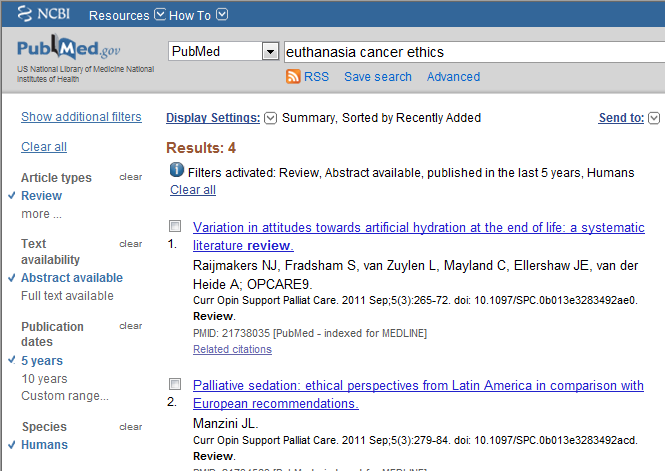 NCBI Resources How To
PubMed.gov
US National Library of Medicine National
Institutes of Health
PubMed
euthanasia cancer ethics
RSS Save search Advanced
Show additional filters
Clear all
Article types clear
Review
more ...
Text
availability clear
Abstract available
Full text available
Publication
dates clear
5 years
10 years
Custom range...
Species clear
Humans
Display Settings: Summary, Sorted by Recently Added Send to:
Results: 4
Filters activated: Review, Abstract available, published in the last 5 years, Humans
Clear all
1. Variation in attitudes towards artificial hydration at the end of life: a systematic
literature review.
Raijmakers NJ, Fradsham S, van Zuylen L, Mayland C, Ellershaw JE, van der
Heide A; OPCARE9.
Curr Opin Support Palliat Care. 2011 Sep;5(3):265-72. doi: 10.1097/SPC.0b013e3283492ae0.
Review.
PMID: 21738035 [PubMed - indexed for MEDLINE]
Related citations
2. Palliative sedation: ethical perspectives from Latin America in comparison with
European recommendations.
Manzini JL.
Curr Opin Support Palliat Care. 2011 Sep;5(3):279-84. doi: 10.1097/SPC.0b013e3283492acd.
Review.